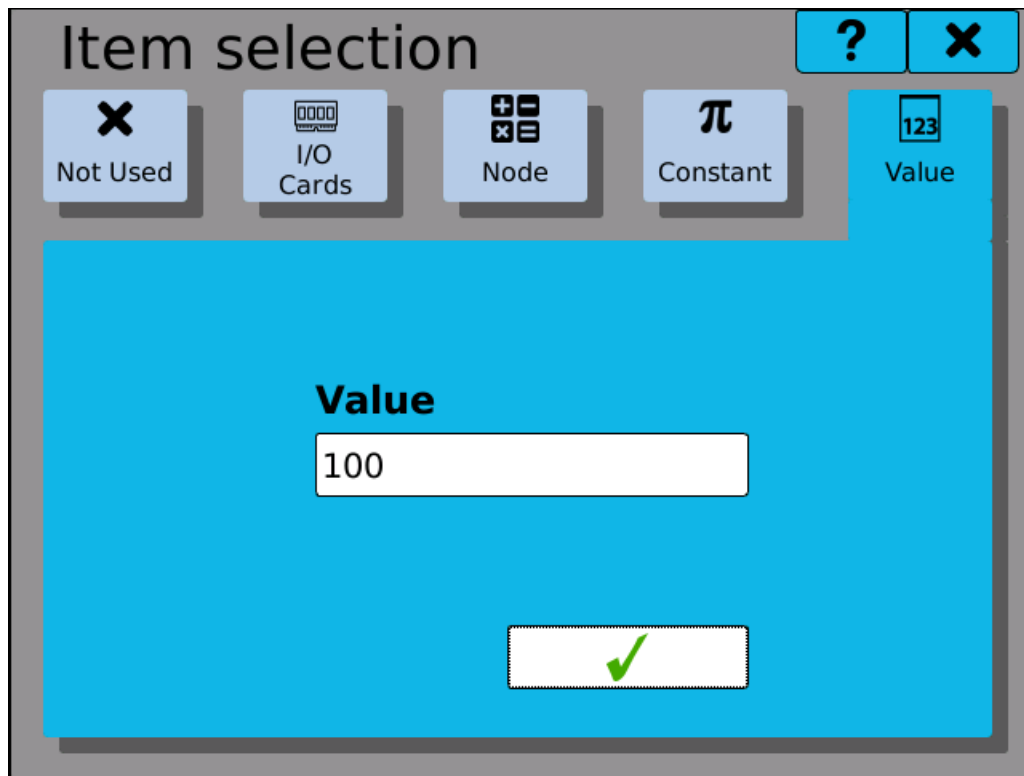 Item selection
?
Not Used
I/O
Cards
Node
π
Constant
123
Value
Value
100